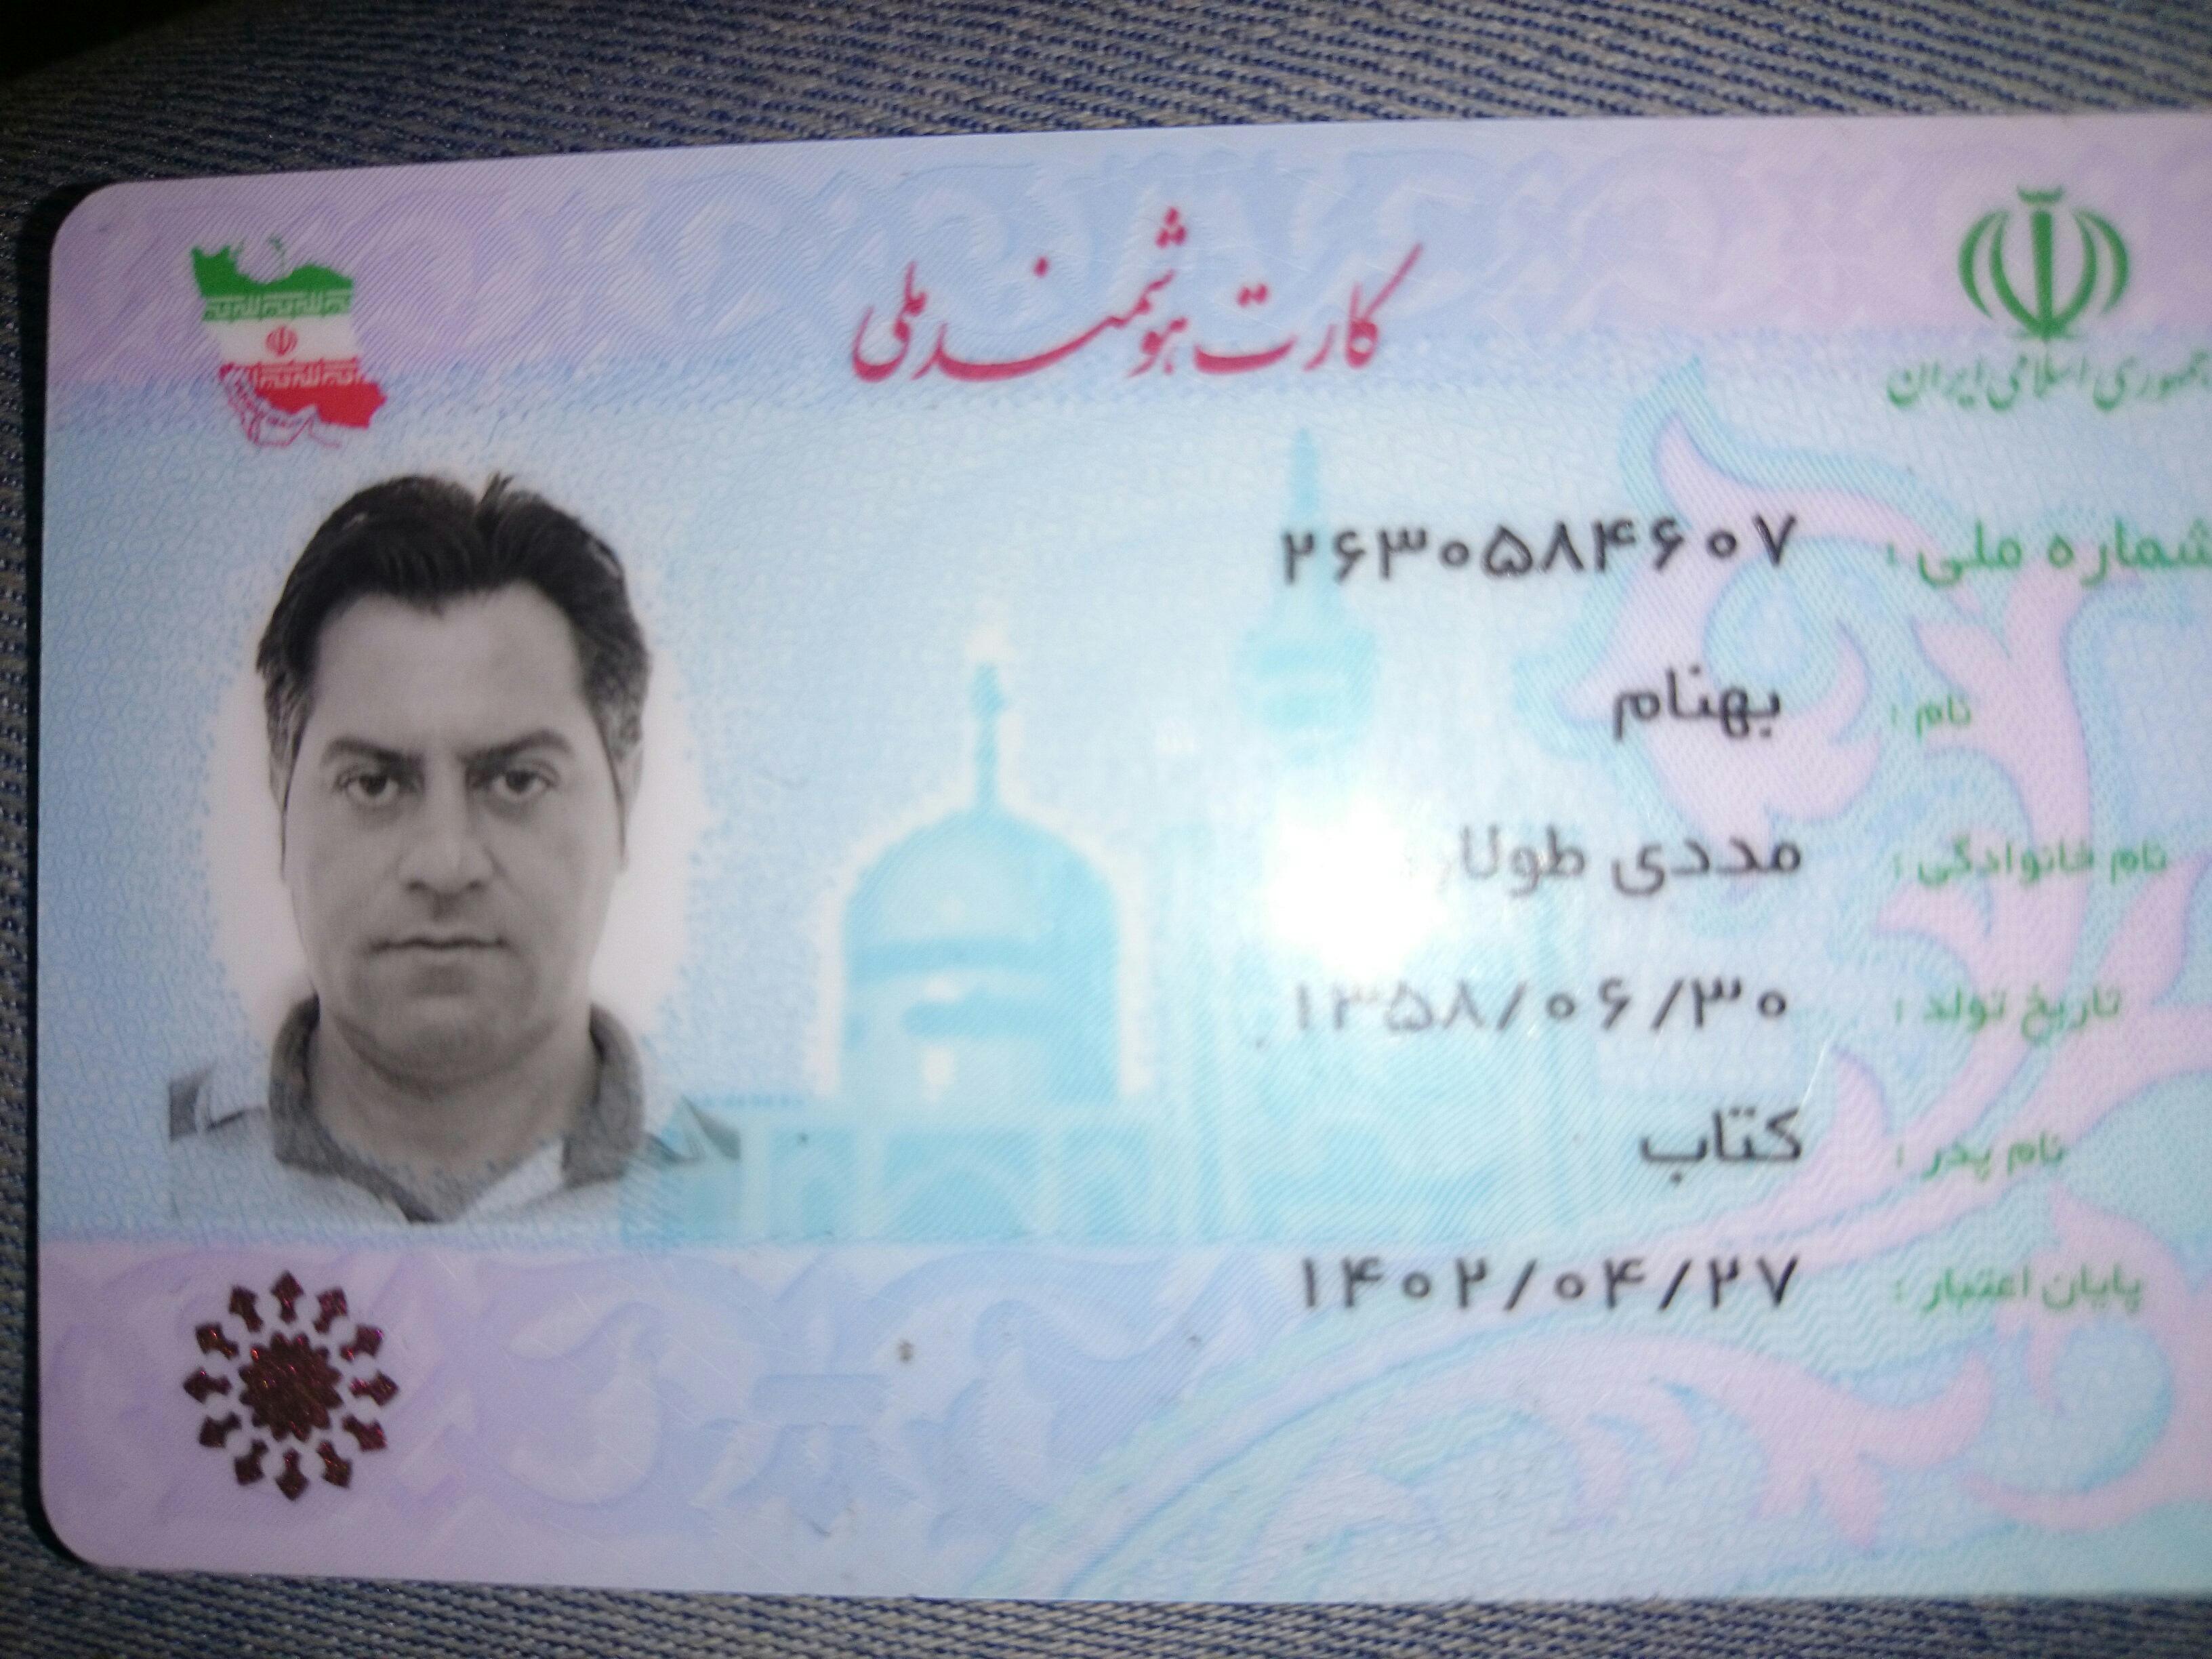 کارت هوشمند ملی
جمهوری اسلامی ایران
شماره ملی : ۲۶۳۰۵۸۴۶۰۷
نام : بهنام
نام خانوادگی : مددی طولا
تاریخ تولد : ۱۳۵۸/۰۶/۳۰
نام پدر : کتاب
پایان اعتبار : ۱۴۰۲/۰۴/۲۷